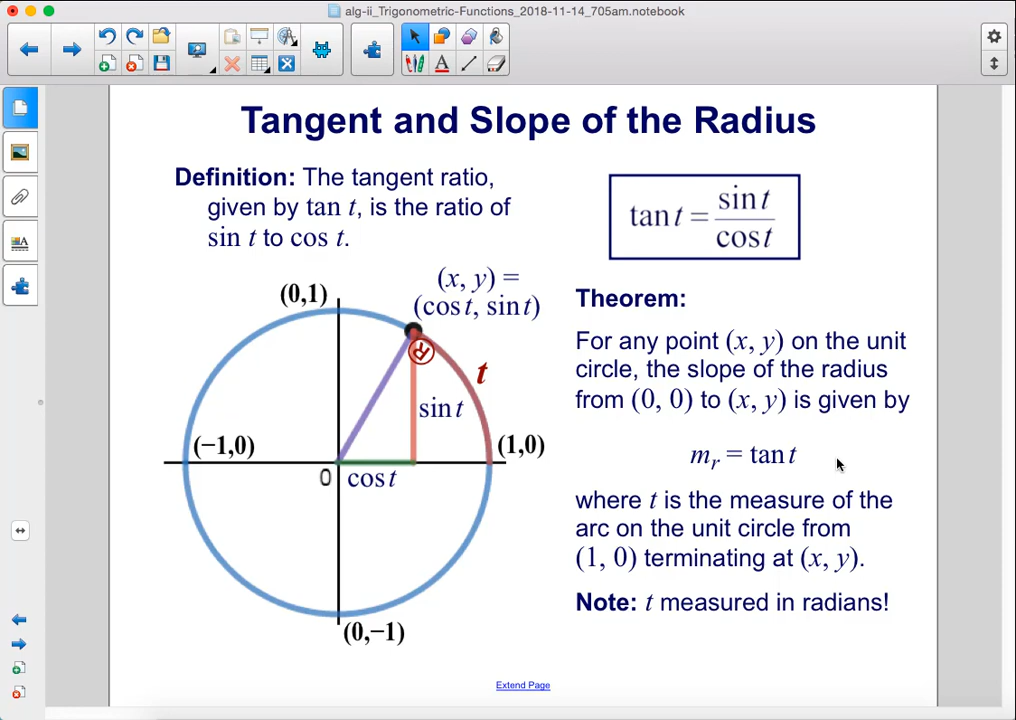 alg-ii_Trigonometric-Functions_2018-11-14_705am.notebook
Tangent and Slope of the Radius
Definition: The tangent ratio,
given by tan t, is the ratio of
sin t to cos t.
tan t = sin t / cos t
(x, y) =
(cos t, sin t)
(0,1)
R
t
sin t
(−1,0)
(1,0)
0
cos t
(0,−1)
Theorem:
For any point (x, y) on the unit
circle, the slope of the radius
from (0, 0) to (x, y) is given by
mr = tan t
where t is the measure of the
arc on the unit circle from
(1, 0) terminating at (x, y).
Note: t measured in radians!
Extend Page